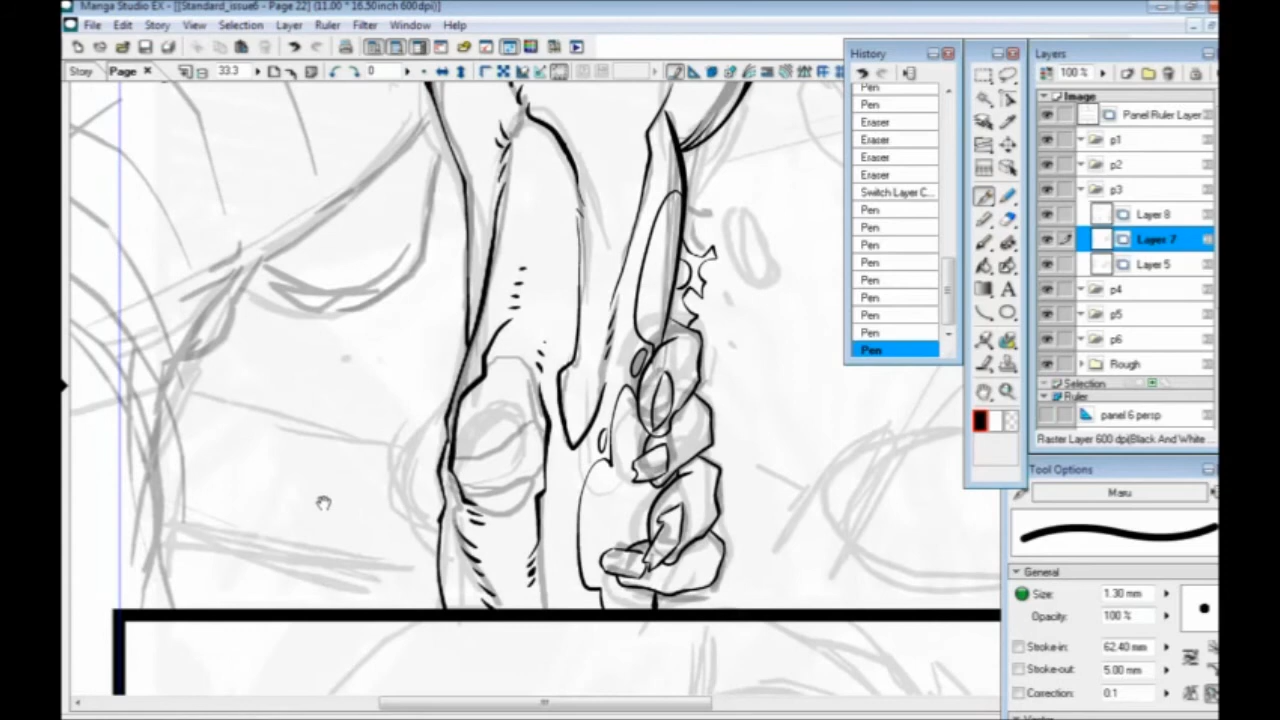 Manga Studio EX - [[Standard_issue6 - Page 22] (11.00 * 16.50inch 600dpi)]
File Edit Story View Selection Layer Ruler Filter Window Help
Story Page × 33.3 0
History
Pen
Pen
Eraser
Eraser
Eraser
Eraser
Switch Layer C...
Pen
Pen
Pen
Pen
Pen
Pen
Pen
Pen
Pen
Layers
100 %
Image
Panel Ruler Layer
p1
p2
p3
Layer 8
Layer 7
Layer 5
p4
p5
p6
Rough
Selection
Ruler
panel 6 persp
Raster Layer 600 dpi(Black And White ...
Tool Options
Maru
General
Size: 1.30 mm
Opacity: 100 %
Stroke-in: 62.40 mm
Stroke-out: 5.00 mm
Correction: 0.1